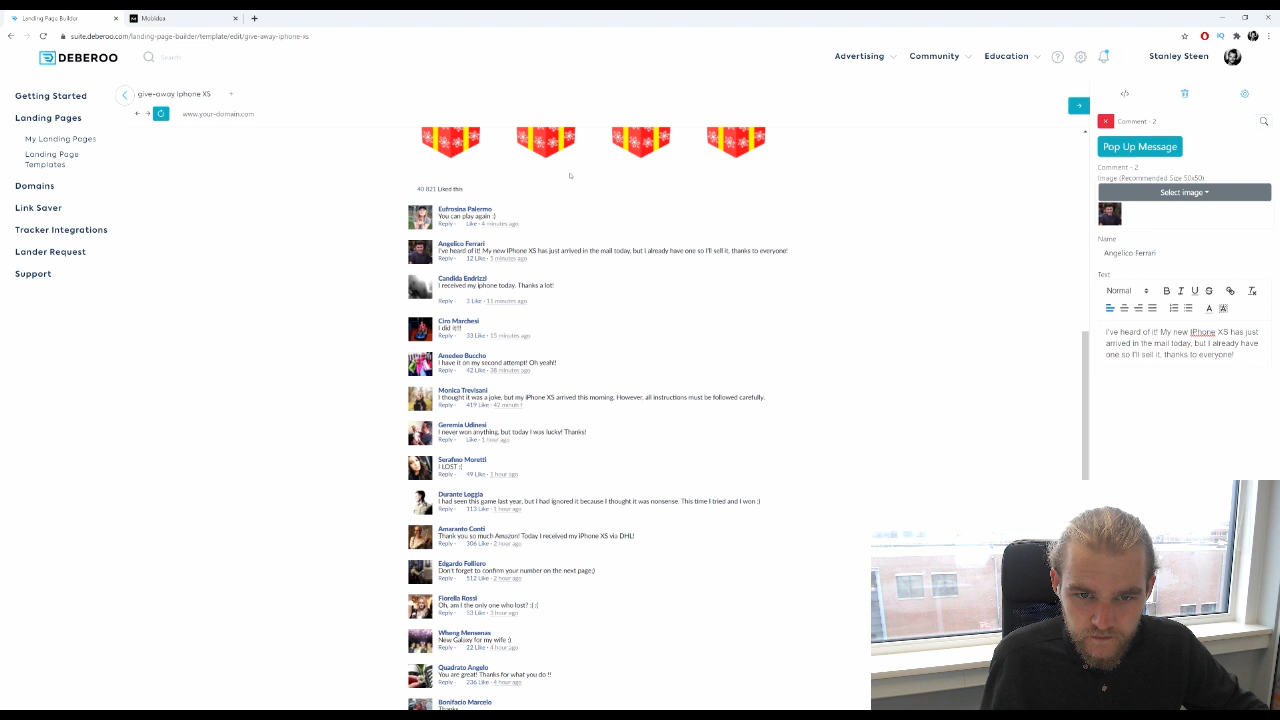 Landing Page Builder
Mobidea
suite.deberoo.com/landing-page-builder/template/edit/give-away-iphone-xs
DEBEROO
Search
Advertising
Community
Education
Stanley Steen
Getting Started
Landing Pages
My Landing Pages
Landing Page
Templates
Domains
Link Saver
Tracker Integrations
Lander Request
Support
give-away iphone XS
www.your-domain.com
40 821 Liked this
Eufrosina Palermo
You can play again :)
Reply · Like · 4 minutes ago
Angelico Ferrari
I've heard of it! My new IPhone XS has just arrived in the mail today, but I already have one so I'll sell it, thanks to everyone!
Reply · 12 Like · 5 minutes ago
Candida Endrizzi
I received my iphone today. Thanks a lot!
Reply · 3 Like · 11 minutes ago
Ciro Marchesi
I did it!!!
Reply · 33 Like · 15 minutes ago
Amedeo Buccho
I have it on my second attempt! Oh yeah!!
Reply · 42 Like · 38 minutes ago
Monica Trevisani
I thought it was a joke, but my iPhone XS arrived this morning. However, all instructions must be followed carefully.
Reply · 419 Like · 42 minuti f
Geremia Udinesi
I never won anything, but today I was lucky! Thanks!
Reply · Like · 1 hour ago
Serafino Moretti
I LOST :(
Reply · 49 Like · 1 hour ago
Durante Loggia
I had seen this game last year, but I had ignored it because I thought it was nonsense. This time I tried and I won :)
Reply · 113 Like · 1 hour ago
Amaranto Conti
Thank you so much Amazon! Today I received my iPhone XS via DHL!
Reply · 306 Like · 2 hour ago
Edgardo Folliero
Don't forget to confirm your number on the next page;)
Reply · 512 Like · 2 hour ago
Fiorella Rossi
Oh, am I the only one who lost? :( :(
Reply · 53 Like · 3 hour ago
Wheng Mensenas
New Galaxy for my wife :)
Reply · 22 Like · 4 hour ago
Quadrato Angelo
You are great! Thanks for what you do !!
Reply · 236 Like · 4 hour ago
Bonifacio Marcelo
Thanks
Comment - 2
Pop Up Message
Comment - 2
Image (Recommended Size 50x50)
Select image
Name
Angelico Ferrari
Text
Normal
B I U S
I've heard of it! My new IPhone XS has just
arrived in the mail today, but I already have
one so I'll sell it, thanks to everyone!